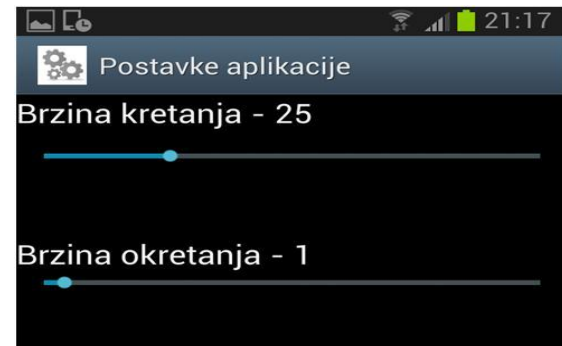 21:17
Postavke aplikacije
Brzina kretanja - 25
Brzina okretanja - 1